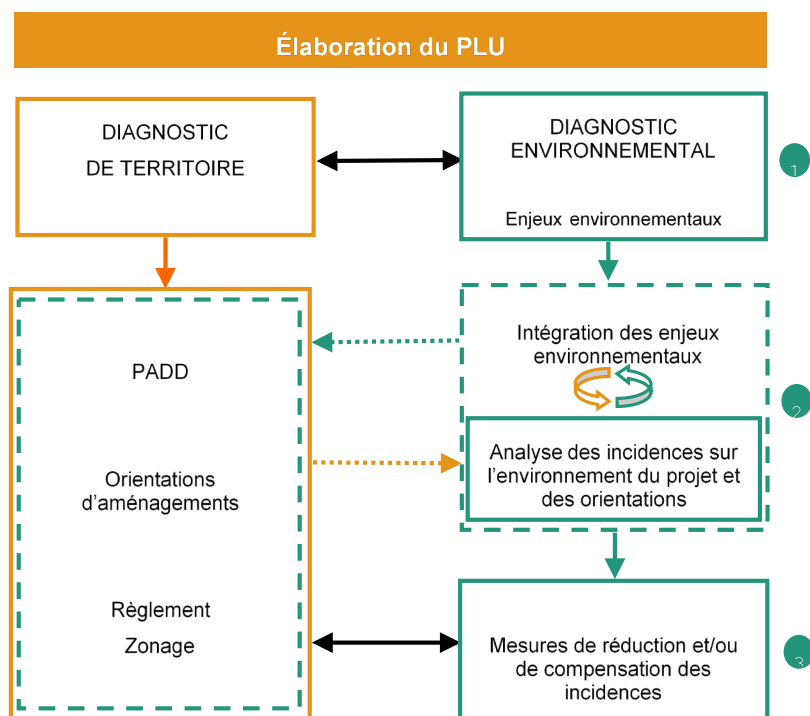 Élaboration du PLU
DIAGNOSTIC
DE TERRITOIRE
DIAGNOSTIC
ENVIRONNEMENTAL
Enjeux environnementaux
1
PADD
Orientations
d’aménagements
Règlement
Zonage
Intégration des enjeux
environnementaux
Analyse des incidences sur
l’environnement du projet et
des orientations
2
Mesures de réduction et/ou
de compensation des
incidences
3